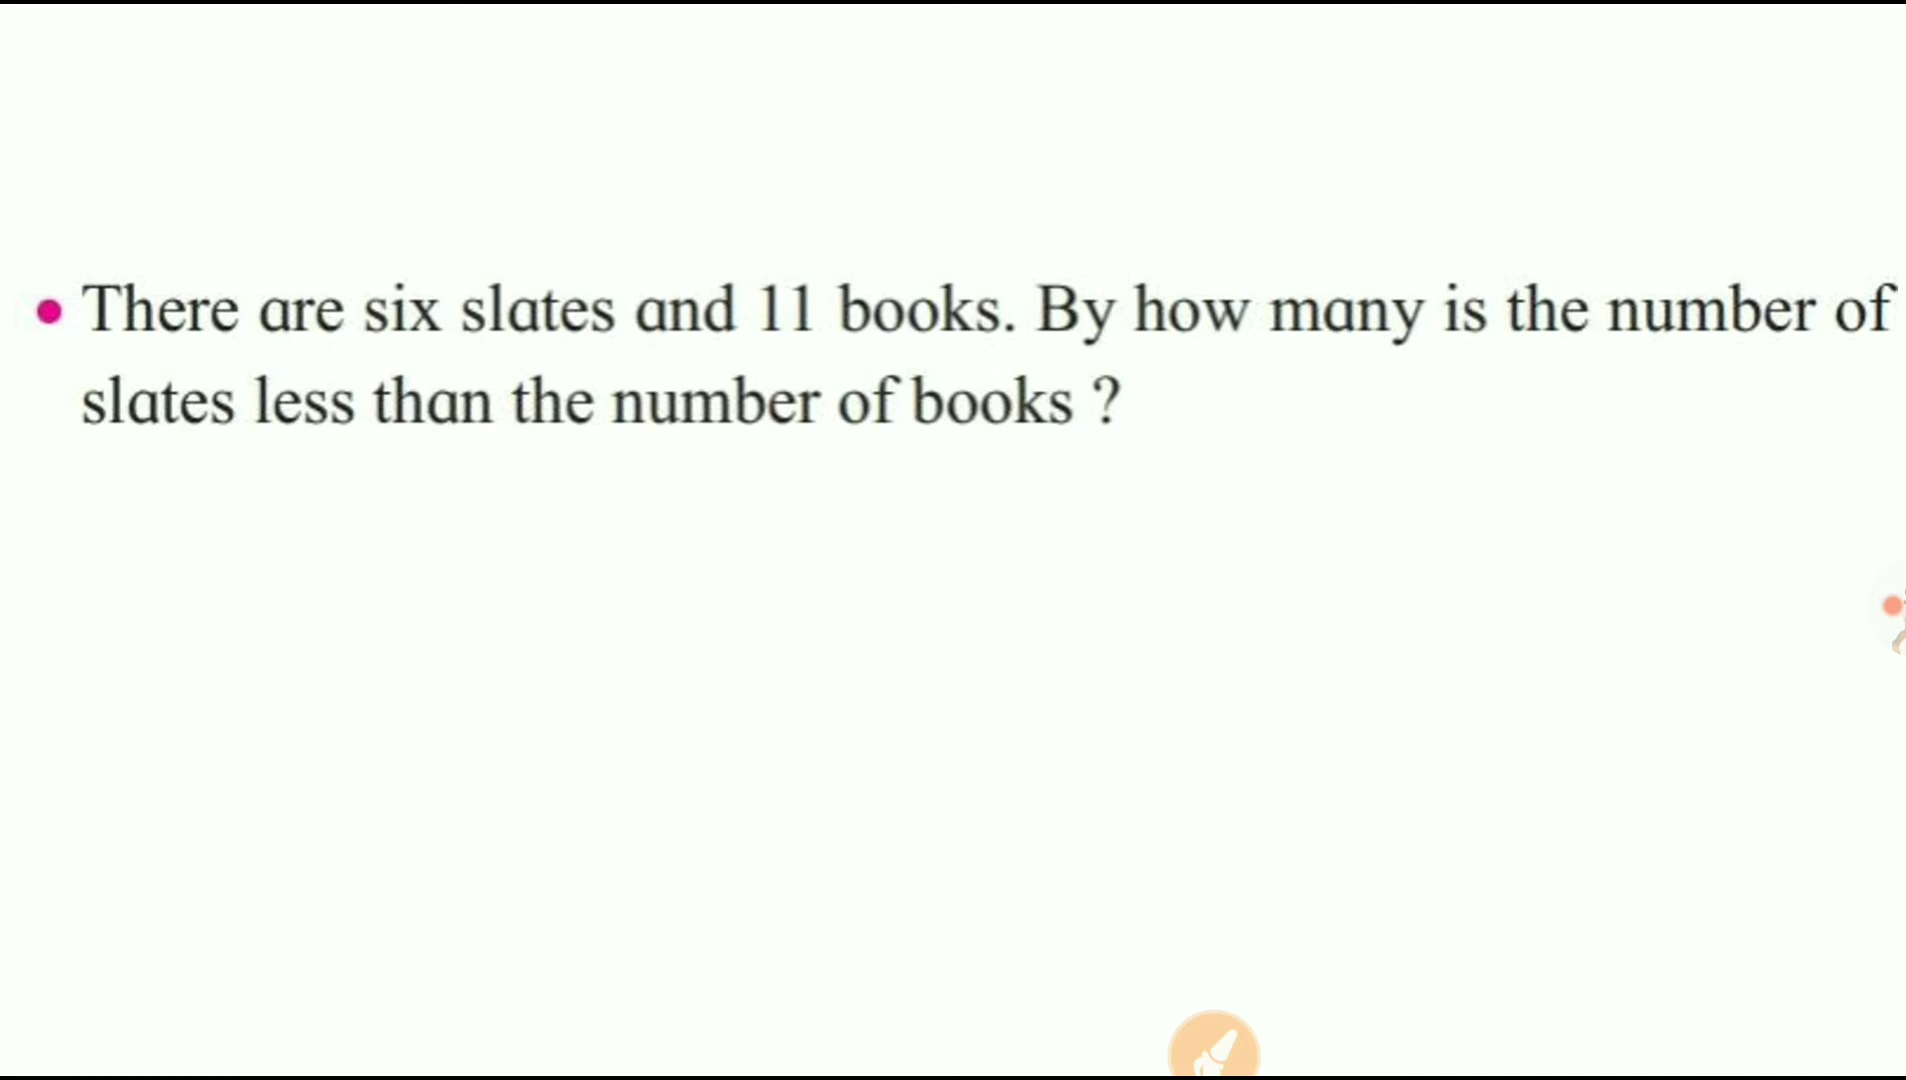 • There are six slates and 11 books. By how many is the number of
slates less than the number of books ?